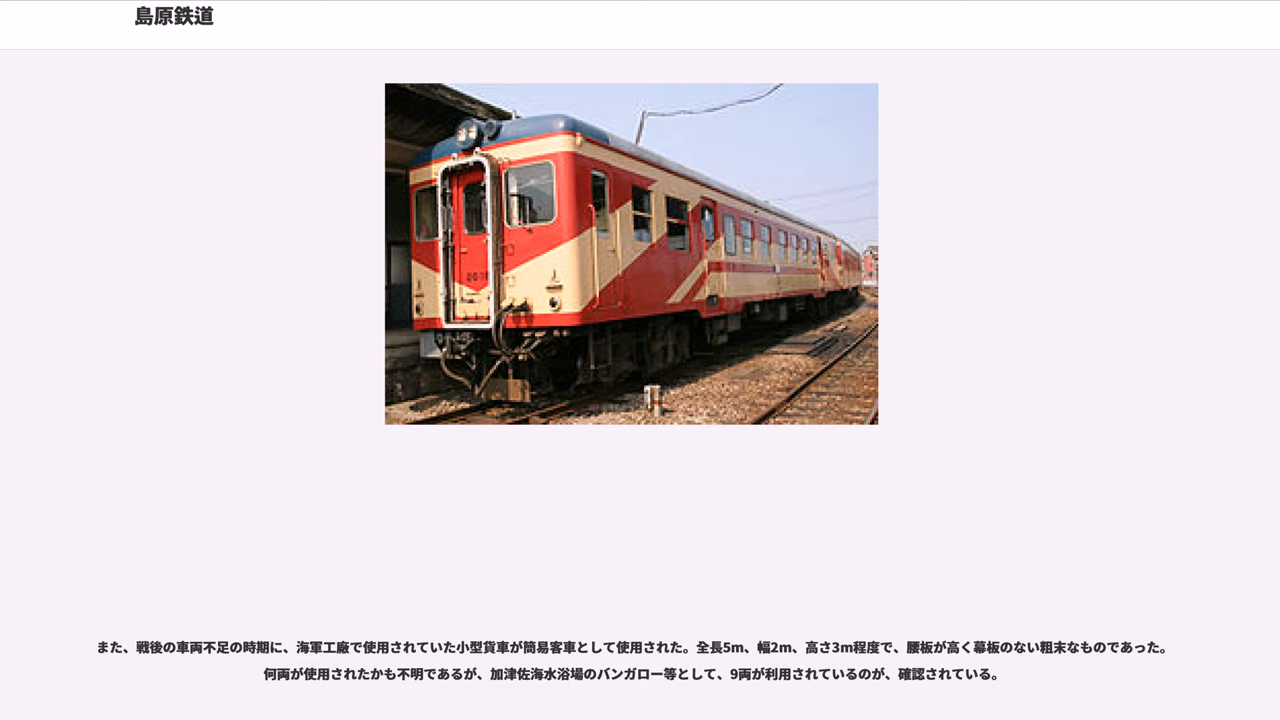 島原鉄道
また、戦後の車両不足の時期に、海軍工廠で使用されていた小型貨車が簡易客車として使用された。全長5m、幅2m、高さ3m程度で、腰板が高く幕板のない粗末なものであった。
何両が使用されたかも不明であるが、加津佐海水浴場のバンガロー等として、9両が利用されているのが、確認されている。